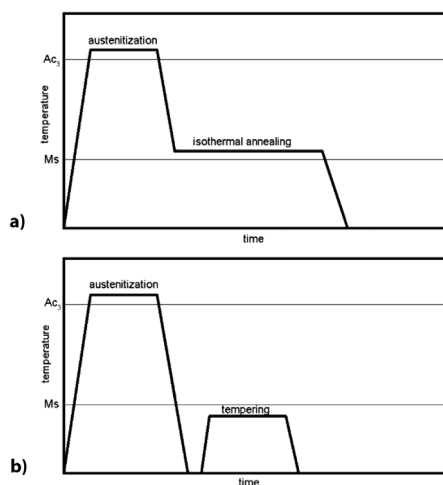 austenitization
Ac3
temperature
isothermal annealing
Ms
a)
time
austenitization
Ac3
temperature
Ms
tempering
b)
time